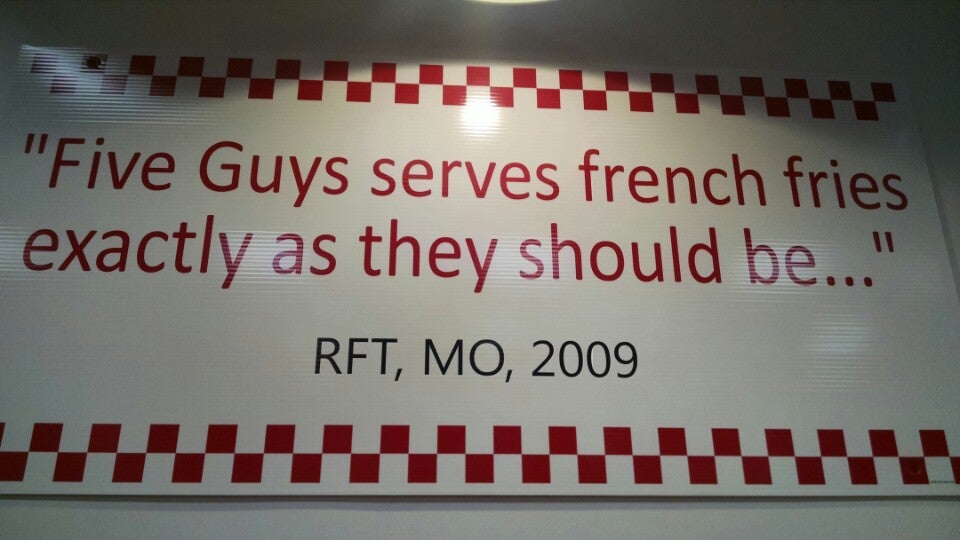 "Five Guys serves french fries
exactly as they should be..."
RFT, MO, 2009